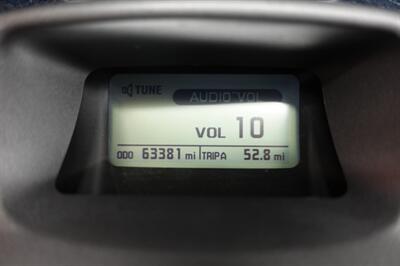 TUNE
AUDIO VOL
VOL 10
ODO 63381 mi TRIPA 52.8 mi